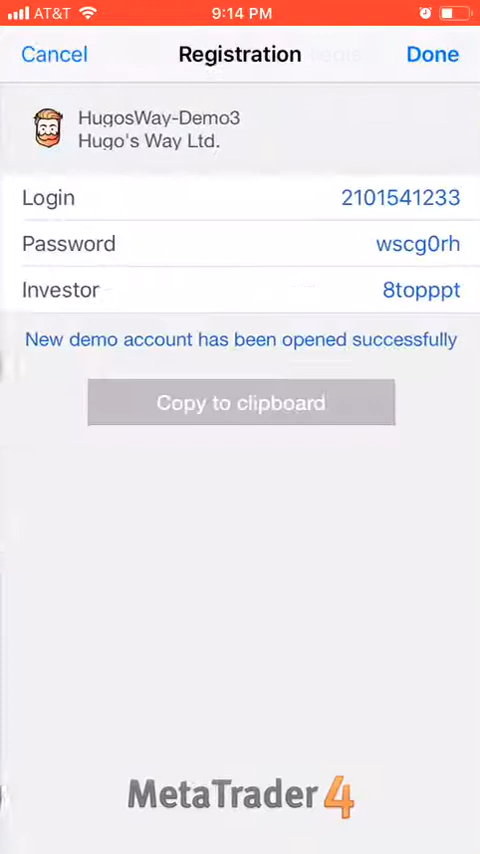 AT&T 9:14 PM
Cancel Registration Done
HugosWay-Demo3
Hugo's Way Ltd.
Login 2101541233
Password wscg0rh
Investor 8topppt
New demo account has been opened successfully
Copy to clipboard
MetaTrader 4